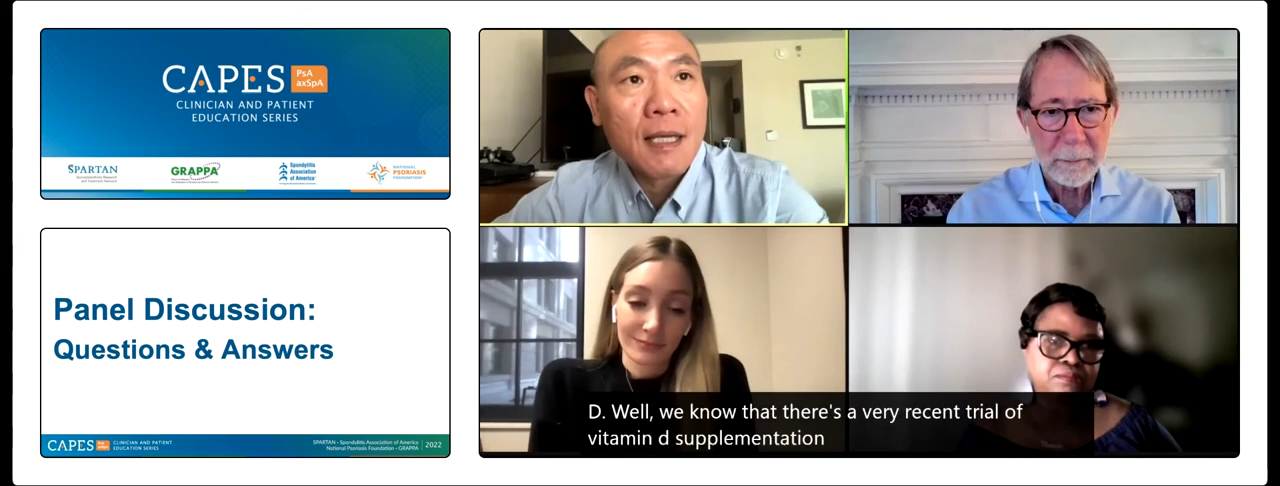 CAPES PsA
axSpA
CLINICIAN AND PATIENT
EDUCATION SERIES
SPARTAN
GRAPPA
Spondylitis
Association
of America
NATIONAL
PSORIASIS
FOUNDATION
Panel Discussion:
Questions & Answers
CAPES PsA
axSpA
CLINICIAN AND PATIENT
EDUCATION SERIES
SPARTAN - Spondylitis Association of America
National Psoriasis Foundation - GRAPPA
2022
D. Well, we know that there's a very recent trial of
vitamin d supplementation